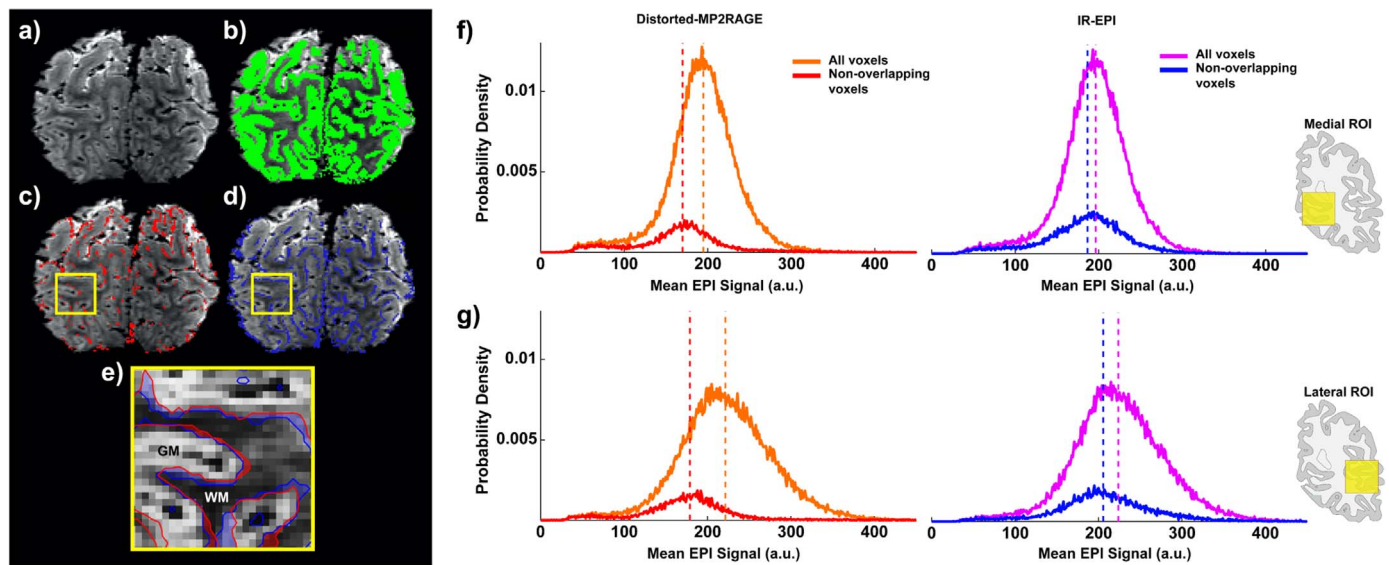 a)
b)
c)
d)
e)
GM
WM
f)
Distorted-MP2RAGE
All voxels
Non-overlapping
voxels
Probability Density
0.01
0.005
0
100
200
300
400
Mean EPI Signal (a.u.)
IR-EPI
All voxels
Non-overlapping
voxels
0
100
200
300
400
Mean EPI Signal (a.u.)
Medial ROI
g)
Probability Density
0.01
0.005
0
100
200
300
400
Mean EPI Signal (a.u.)
0
100
200
300
400
Mean EPI Signal (a.u.)
Lateral ROI